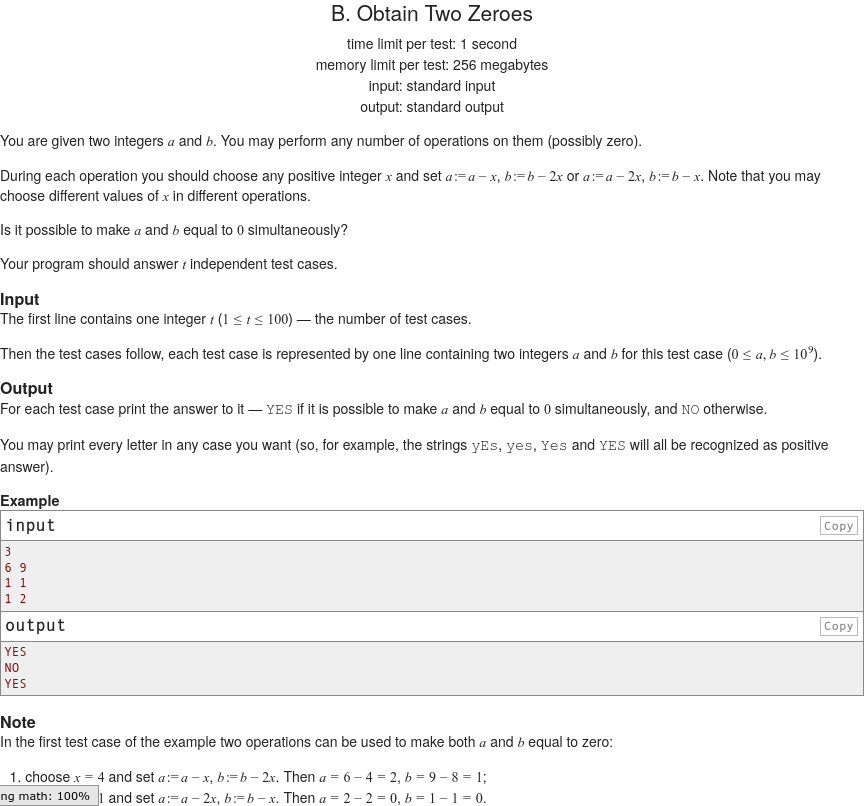 B. Obtain Two Zeroes
time limit per test: 1 second
memory limit per test: 256 megabytes
input: standard input
output: standard output
You are given two integers a and b. You may perform any number of operations on them (possibly zero).
During each operation you should choose any positive integer x and set a:=a − x, b:=b − 2x or a:=a − 2x, b:=b − x. Note that you may
choose different values of x in different operations.
Is it possible to make a and b equal to 0 simultaneously?
Your program should answer t independent test cases.
Input
The first line contains one integer t (1 ≤ t ≤ 100) — the number of test cases.
Then the test cases follow, each test case is represented by one line containing two integers a and b for this test case (0 ≤ a, b ≤ 10⁹).
Output
For each test case print the answer to it — YES if it is possible to make a and b equal to 0 simultaneously, and NO otherwise.
You may print every letter in any case you want (so, for example, the strings yEs, yes, Yes and YES will all be recognized as positive
answer).
Example
input Copy
3
6 9
1 1
1 2
output Copy
YES
NO
YES
Note
In the first test case of the example two operations can be used to make both a and b equal to zero:
1. choose x = 4 and set a:=a − x, b:=b − 2x. Then a = 6 − 4 = 2, b = 9 − 8 = 1;
ng math: 100% 1 and set a:=a − 2x, b:=b − x. Then a = 2 − 2 = 0, b = 1 − 1 = 0.